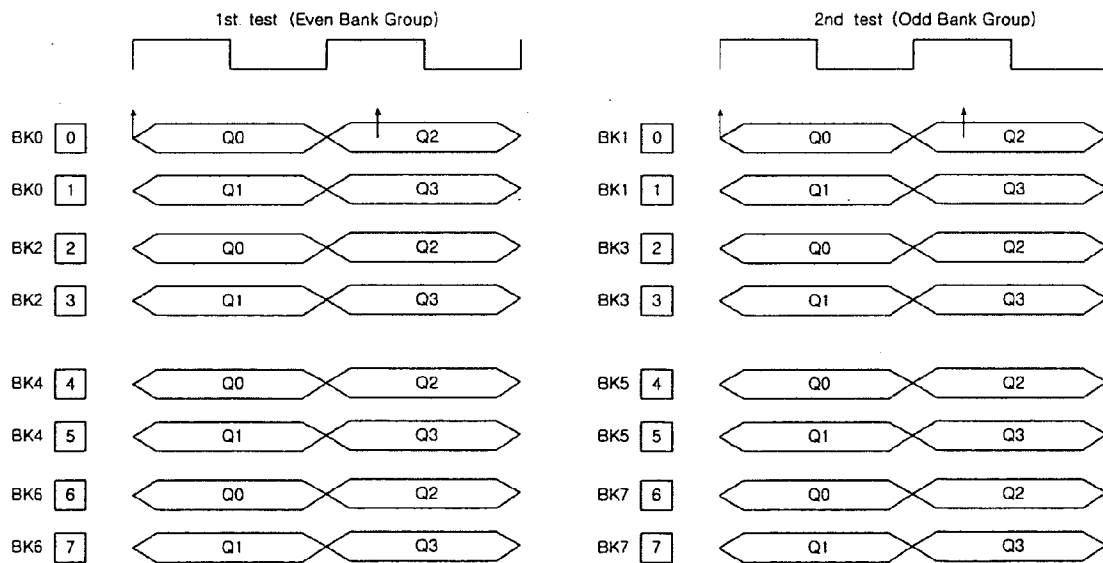 1st. test (Even Bank Group)
2nd test (Odd Bank Group)
BK0 0 Q0 Q2
BK1 0 Q0 Q2
BK0 1 Q1 Q3
BK1 1 Q1 Q3
BK2 2 Q0 Q2
BK3 2 Q0 Q2
BK2 3 Q1 Q3
BK3 3 Q1 Q3
BK4 4 Q0 Q2
BK5 4 Q0 Q2
BK4 5 Q1 Q3
BK5 5 Q1 Q3
BK6 6 Q0 Q2
BK7 6 Q0 Q2
BK6 7 Q1 Q3
BK7 7 Q1 Q3